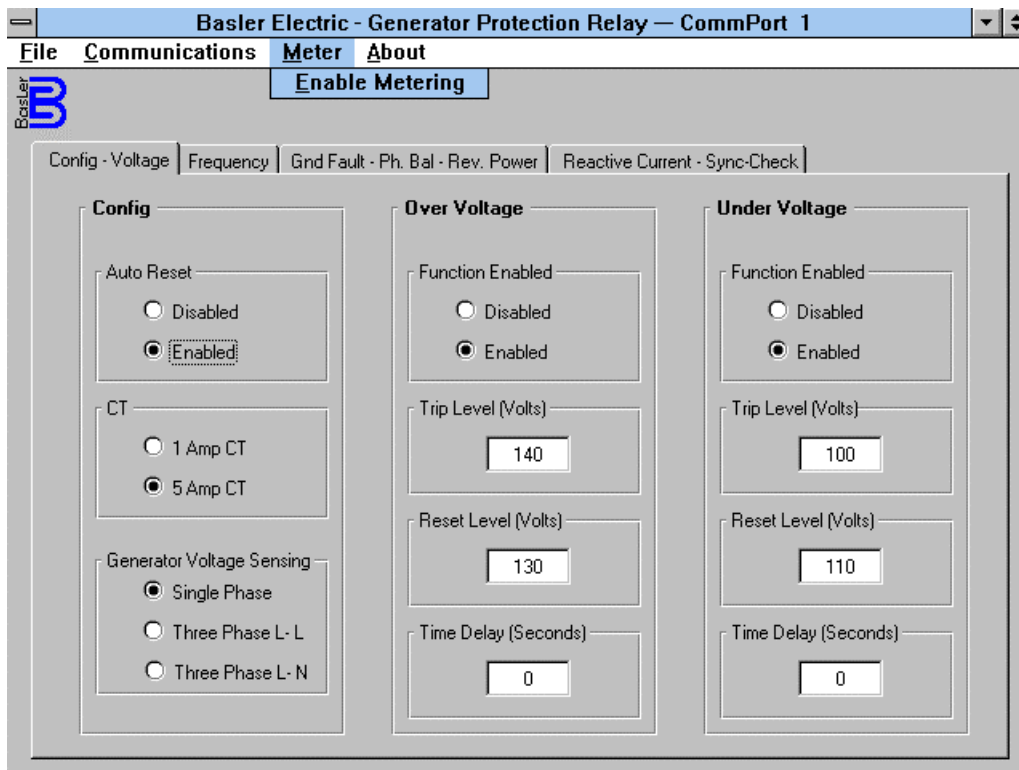 Basler Electric - Generator Protection Relay — CommPort 1
File Communications Meter About
Enable Metering
Basler
Config - Voltage Frequency Gnd Fault - Ph. Bal - Rev. Power Reactive Current - Sync-Check
Config
Auto Reset
Disabled
Enabled
CT
1 Amp CT
5 Amp CT
Generator Voltage Sensing
Single Phase
Three Phase L- L
Three Phase L- N
Over Voltage
Function Enabled
Disabled
Enabled
Trip Level (Volts)
140
Reset Level (Volts)
130
Time Delay (Seconds)
0
Under Voltage
Function Enabled
Disabled
Enabled
Trip Level (Volts)
100
Reset Level (Volts)
110
Time Delay (Seconds)
0